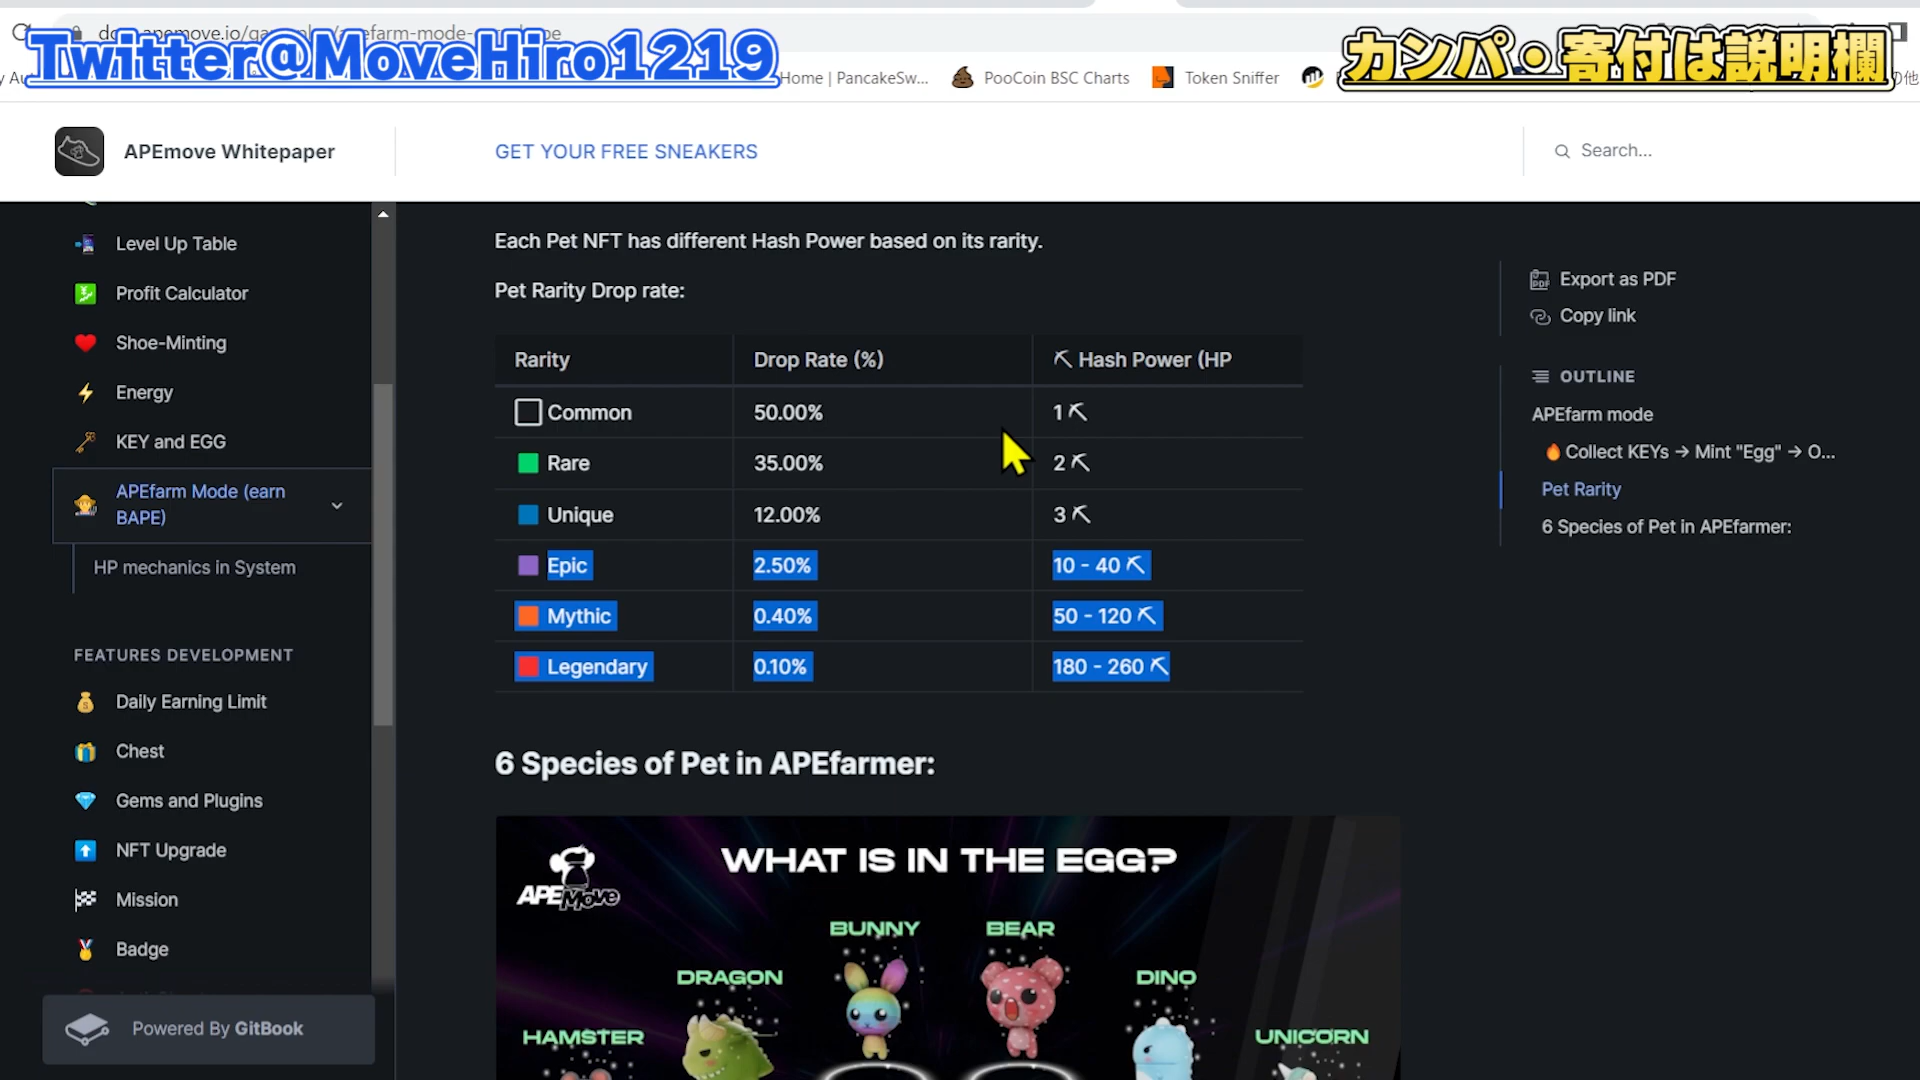 Twitter@MoveHiro1219
カンパ・寄付は説明欄
Home | PancakeSw...
PooCoin BSC Charts
Token Sniffer
APEmove Whitepaper
GET YOUR FREE SNEAKERS
Search...
Level Up Table
Profit Calculator
Shoe-Minting
Energy
KEY and EGG
APEfarm Mode (earn
BAPE)
HP mechanics in System
FEATURES DEVELOPMENT
Daily Earning Limit
Chest
Gems and Plugins
NFT Upgrade
Mission
Badge
Powered By GitBook
Each Pet NFT has different Hash Power based on its rarity.
Pet Rarity Drop rate:
Rarity Drop Rate (%) ⛏ Hash Power (HP
Common 50.00% 1 ⛏
Rare 35.00% 2 ⛏
Unique 12.00% 3 ⛏
Epic 2.50% 10 - 40 ⛏
Mythic 0.40% 50 - 120 ⛏
Legendary 0.10% 180 - 260 ⛏
6 Species of Pet in APEfarmer:
APEMove
WHAT IS IN THE EGG?
BUNNY
BEAR
DRAGON
DINO
HAMSTER
UNICORN
Export as PDF
Copy link
OUTLINE
APEfarm mode
🔥 Collect KEYs → Mint "Egg" → O...
Pet Rarity
6 Species of Pet in APEfarmer: